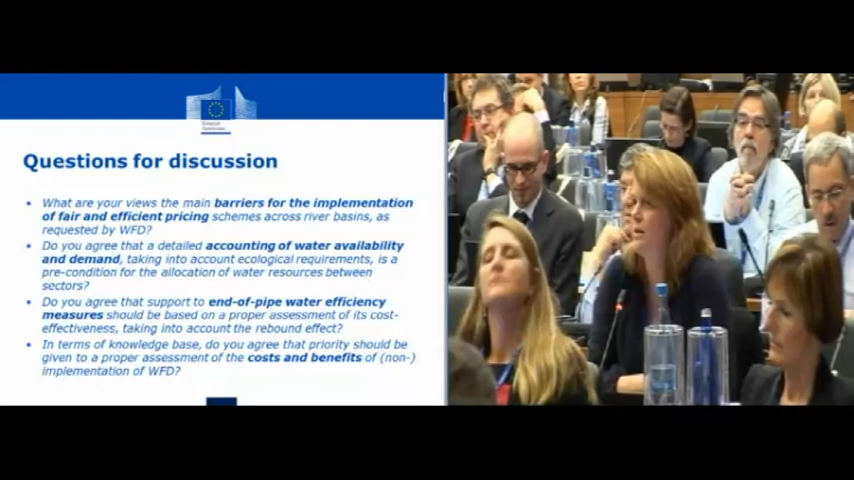 European
Commission
Questions for discussion
• What are your views the main barriers for the implementation
of fair and efficient pricing schemes across river basins, as
requested by WFD?
• Do you agree that a detailed accounting of water availability
and demand, taking into account ecological requirements, is a
pre-condition for the allocation of water resources between
sectors?
• Do you agree that support to end-of-pipe water efficiency
measures should be based on a proper assessment of its cost-
effectiveness, taking into account the rebound effect?
• In terms of knowledge base, do you agree that priority should be
given to a proper assessment of the costs and benefits of (non-)
implementation of WFD?